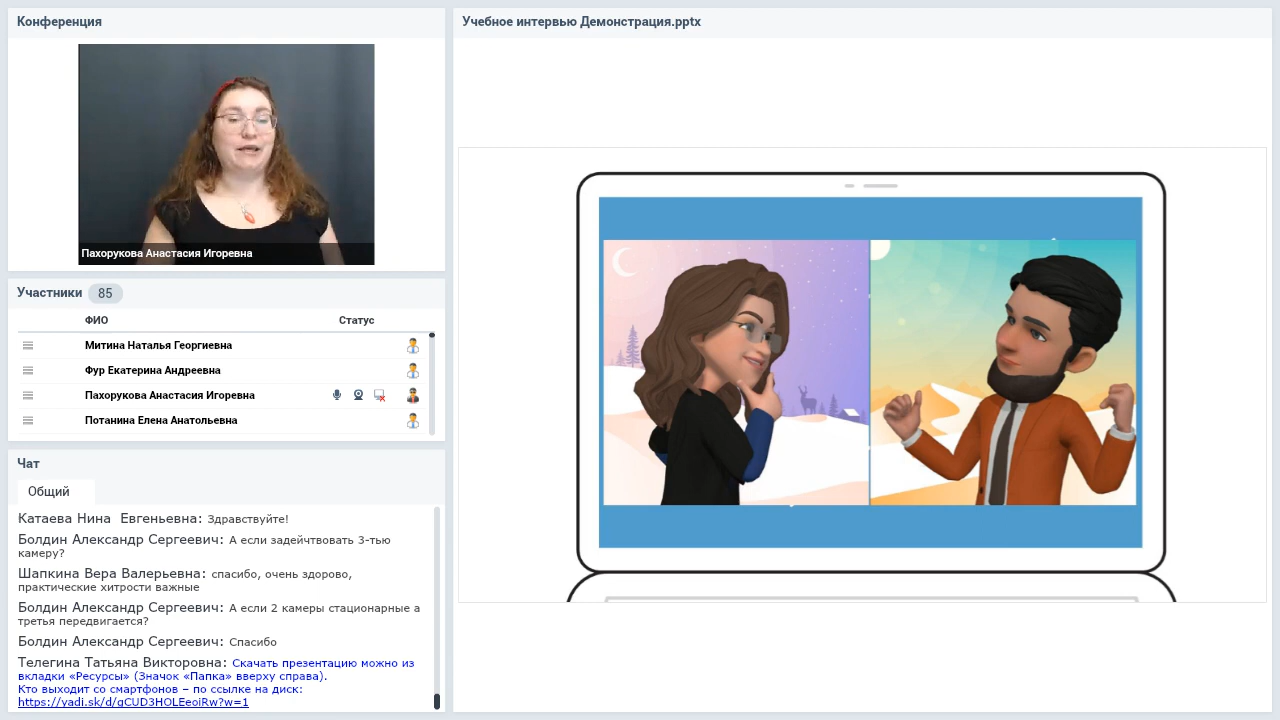 Конференция
Пахорукова Анастасия Игоревна
Участники 85
ФИО Статус
Митина Наталья Георгиевна
Фур Екатерина Андреевна
Пахорукова Анастасия Игоревна
Потанина Елена Анатольевна
Чат
Общий
Катаева Нина Евгеньевна: Здравствуйте!
Болдин Александр Сергеевич: А если задейчтвовать 3-тью
камеру?
Шапкина Вера Валерьевна: спасибо, очень здорово,
практические хитрости важные
Болдин Александр Сергеевич: А если 2 камеры стационарные а
третья передвигается?
Болдин Александр Сергеевич: Спасибо
Телегина Татьяна Викторовна: Скачать презентацию можно из
вкладки «Ресурсы» (Значок «Папка» вверху справа).
Кто выходит со смартфонов – по ссылке на диск:
https://yadi.sk/d/gCUD3HOLEeoiRw?w=1
Учебное интервью Демонстрация.pptx